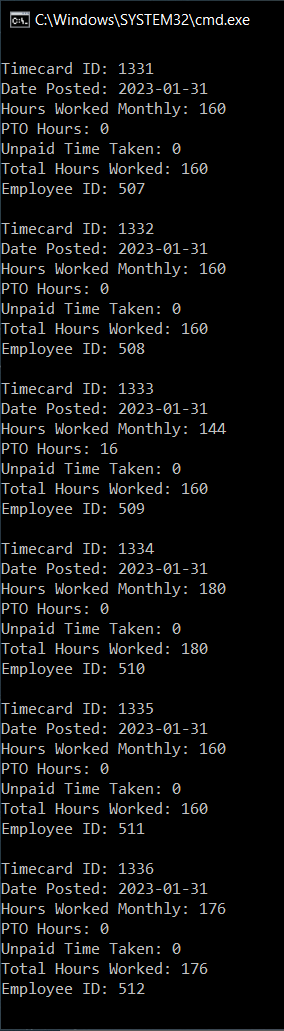 C:\Windows\SYSTEM32\cmd.exe
Timecard ID: 1331
Date Posted: 2023-01-31
Hours Worked Monthly: 160
PTO Hours: 0
Unpaid Time Taken: 0
Total Hours Worked: 160
Employee ID: 507
Timecard ID: 1332
Date Posted: 2023-01-31
Hours Worked Monthly: 160
PTO Hours: 0
Unpaid Time Taken: 0
Total Hours Worked: 160
Employee ID: 508
Timecard ID: 1333
Date Posted: 2023-01-31
Hours Worked Monthly: 144
PTO Hours: 16
Unpaid Time Taken: 0
Total Hours Worked: 160
Employee ID: 509
Timecard ID: 1334
Date Posted: 2023-01-31
Hours Worked Monthly: 180
PTO Hours: 0
Unpaid Time Taken: 0
Total Hours Worked: 180
Employee ID: 510
Timecard ID: 1335
Date Posted: 2023-01-31
Hours Worked Monthly: 160
PTO Hours: 0
Unpaid Time Taken: 0
Total Hours Worked: 160
Employee ID: 511
Timecard ID: 1336
Date Posted: 2023-01-31
Hours Worked Monthly: 176
PTO Hours: 0
Unpaid Time Taken: 0
Total Hours Worked: 176
Employee ID: 512